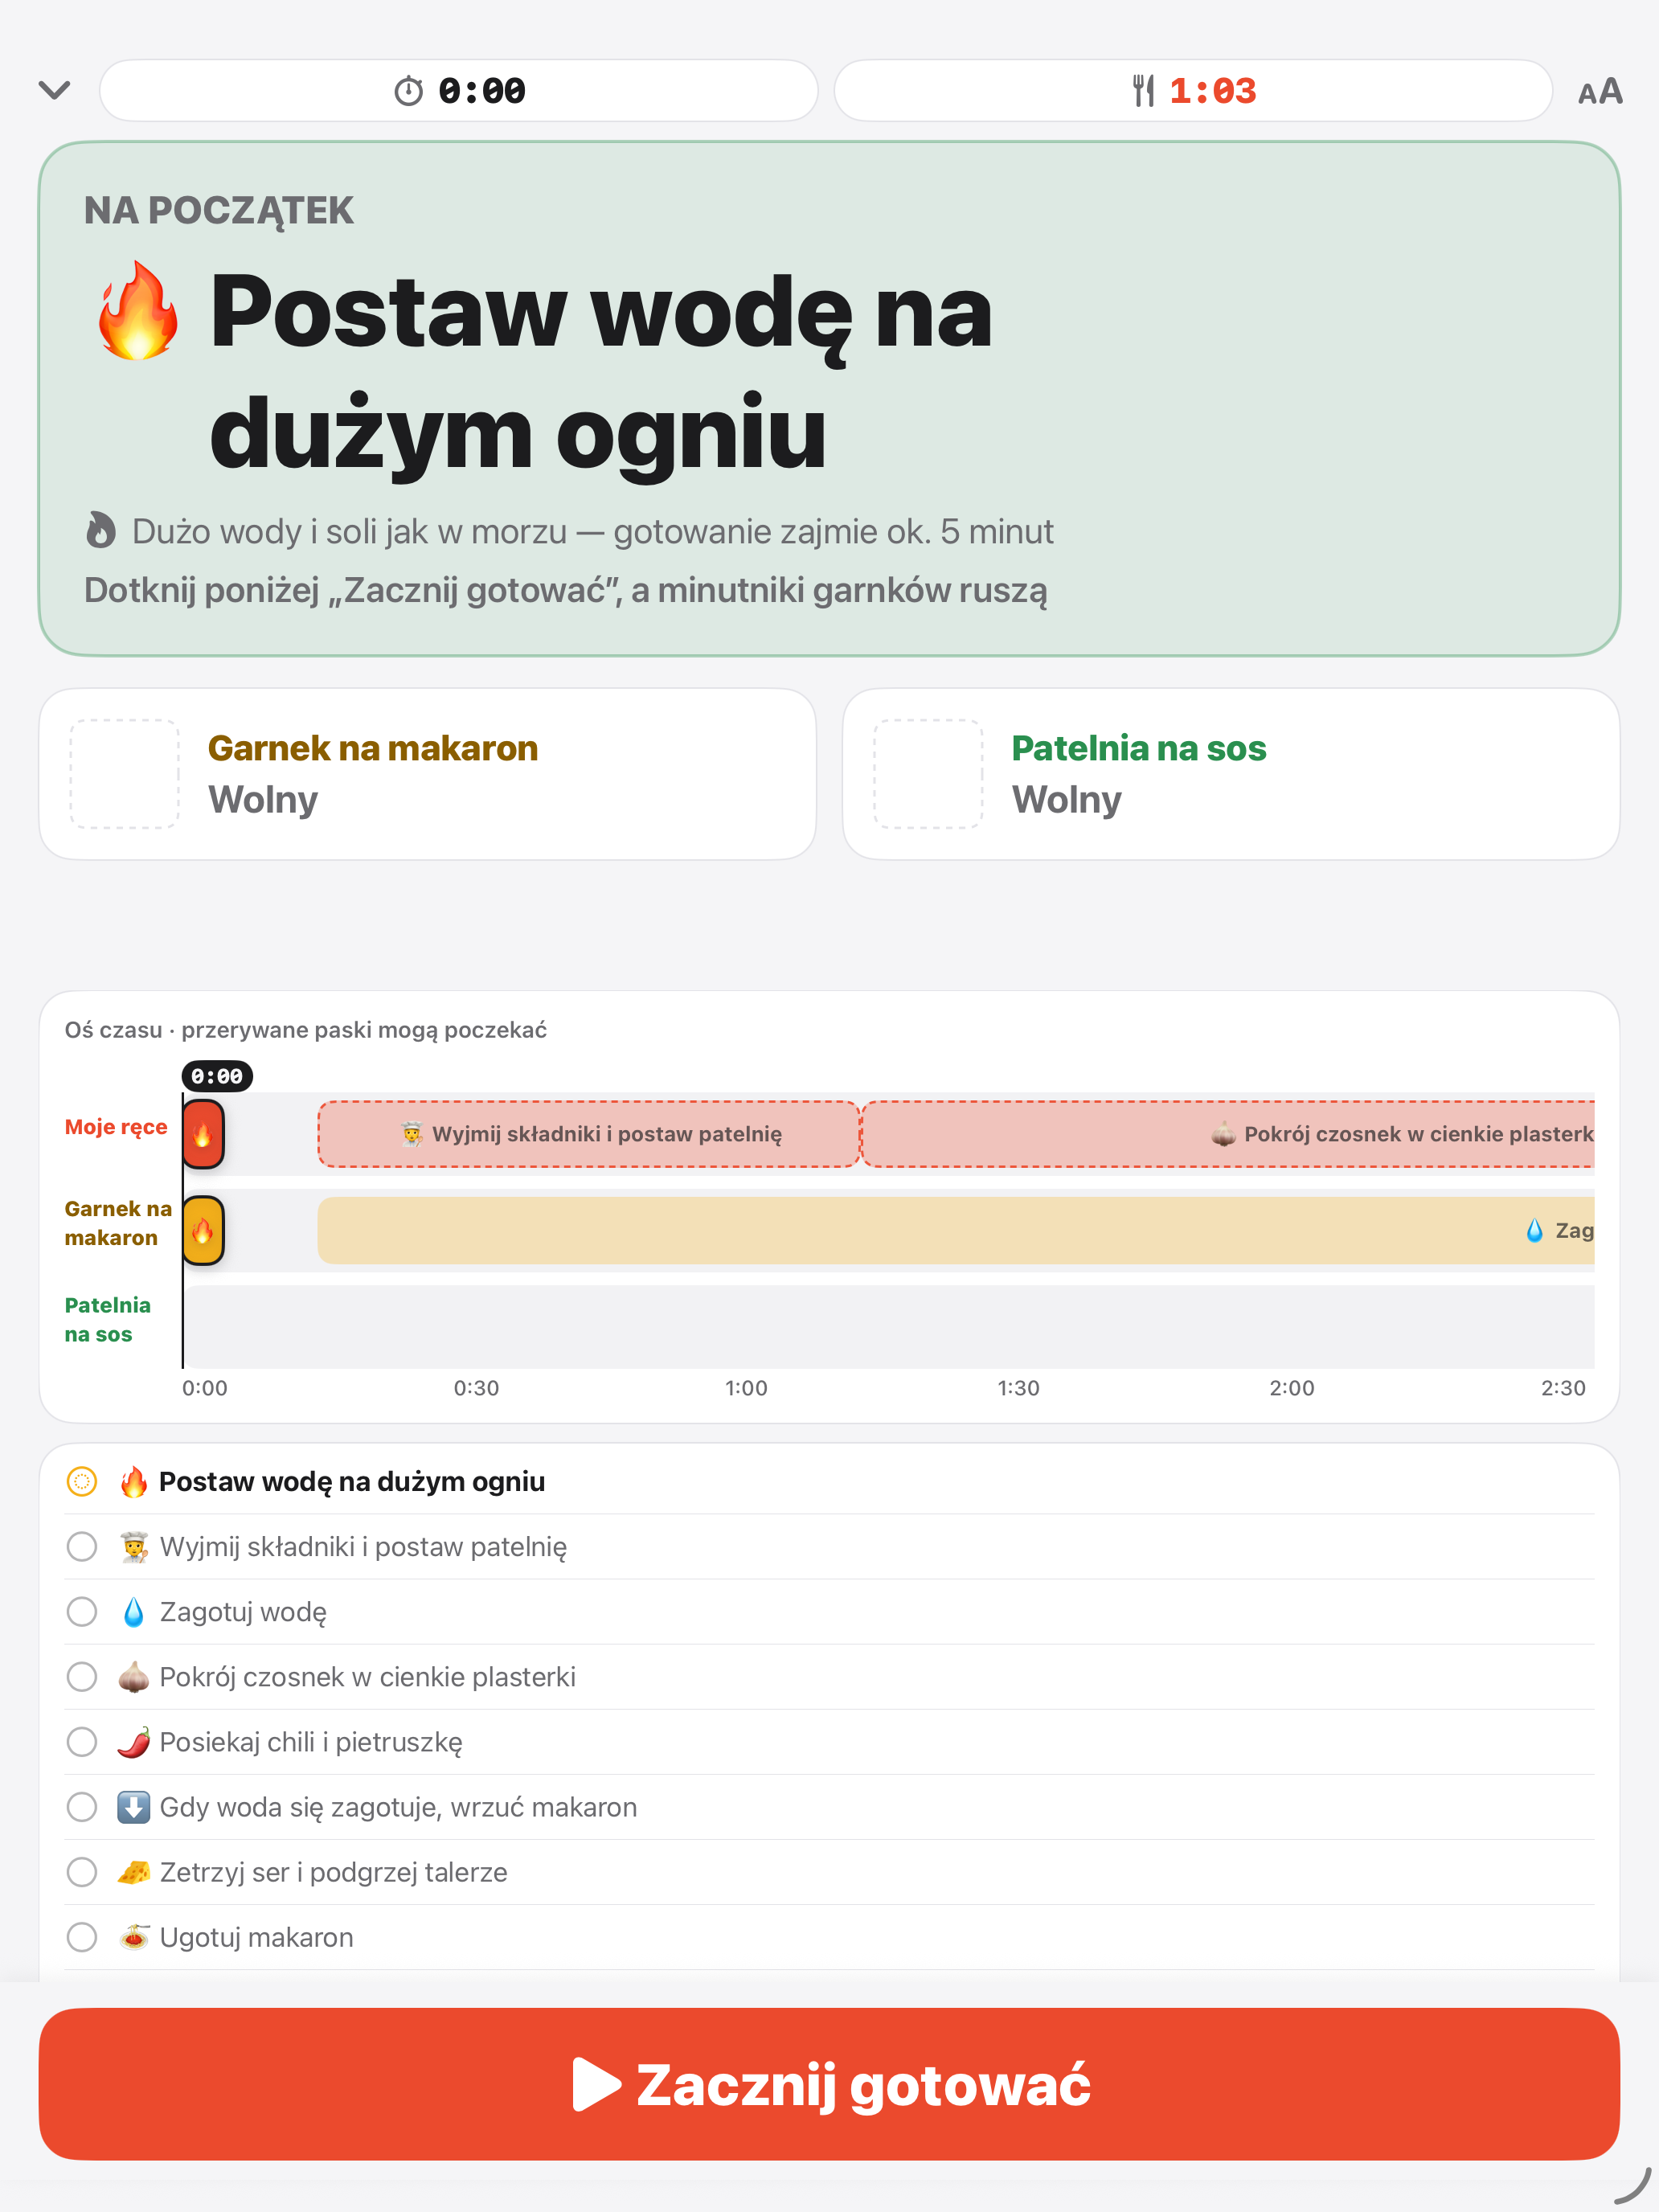 0:00
1:03
AA
NA POCZĄTEK
Postaw wodę na
dużym ogniu
Dużo wody i soli jak w morzu — gotowanie zajmie ok. 5 minut
Dotknij poniżej „Zacznij gotować”, a minutniki garnków ruszą
Garnek na makaron
Wolny
Patelnia na sos
Wolny
Oś czasu · przerywane paski mogą poczekać
0:00
Moje ręce
Wyjmij składniki i postaw patelnię
Pokrój czosnek w cienkie plasterk
Garnek na
makaron
Zag
Patelnia
na sos
0:00
0:30
1:00
1:30
2:00
2:30
Postaw wodę na dużym ogniu
Wyjmij składniki i postaw patelnię
Zagotuj wodę
Pokrój czosnek w cienkie plasterki
Posiekaj chili i pietruszkę
Gdy woda się zagotuje, wrzuć makaron
Zetrzyj ser i podgrzej talerze
Ugotuj makaron
Zacznij gotować